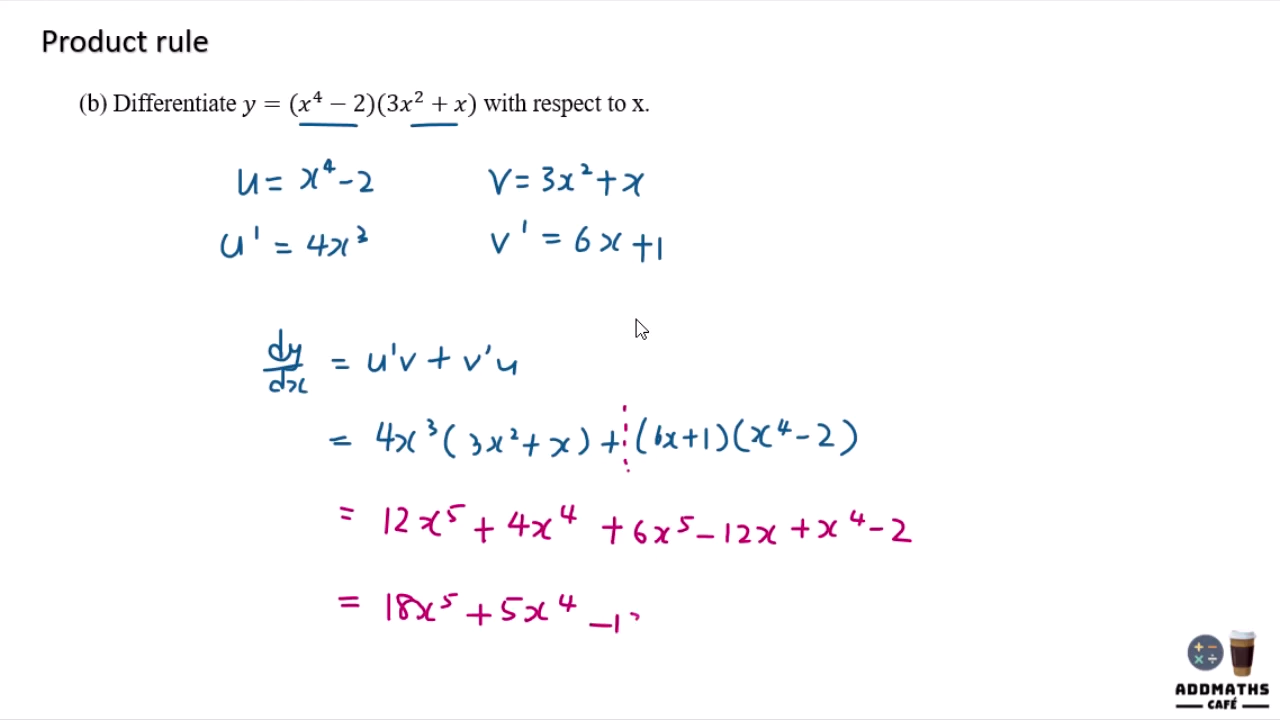 Product rule
(b) Differentiate y = (x⁴ − 2)(3x² + x) with respect to x.
u = x⁴ - 2    v = 3x² + x
u' = 4x³    v' = 6x + 1
dy/dx = u'v + v'u
= 4x³(3x² + x) + (6x+1)(x⁴ - 2)
= 12x⁵ + 4x⁴ + 6x⁵ - 12x + x⁴ - 2
= 18x⁵ + 5x⁴ - 1
+ −
× ÷
ADDMATHS
CAFÉ